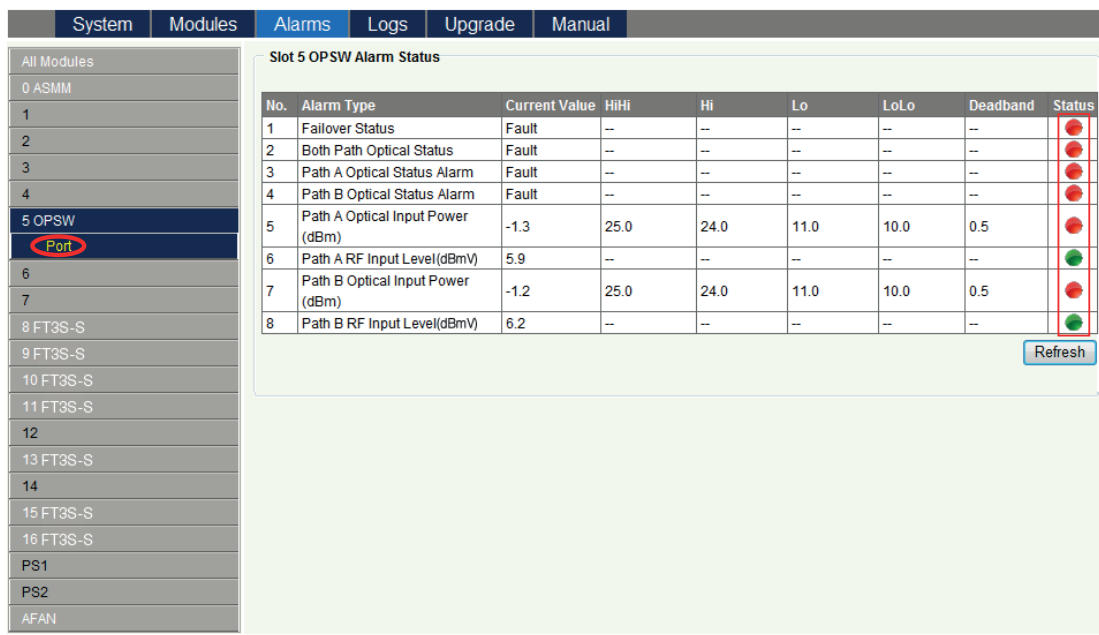 System Modules Alarms Logs Upgrade Manual
All Modules
0 ASMM
1
2
3
4
5 OPSW
Port
6
7
8 FT3S-S
9 FT3S-S
10 FT3S-S
11 FT3S-S
12
13 FT3S-S
14
15 FT3S-S
16 FT3S-S
PS1
PS2
AFAN
Slot 5 OPSW Alarm Status
No. Alarm Type Current Value HiHi Hi Lo LoLo Deadband Status
1 Failover Status Fault -- -- -- -- --
2 Both Path Optical Status Fault -- -- -- -- --
3 Path A Optical Status Alarm Fault -- -- -- -- --
4 Path B Optical Status Alarm Fault -- -- -- -- --
5 Path A Optical Input Power (dBm) -1.3 25.0 24.0 11.0 10.0 0.5
6 Path A RF Input Level(dBmV) 5.9 -- -- -- -- --
7 Path B Optical Input Power (dBm) -1.2 25.0 24.0 11.0 10.0 0.5
8 Path B RF Input Level(dBmV) 6.2 -- -- -- -- --
Refresh